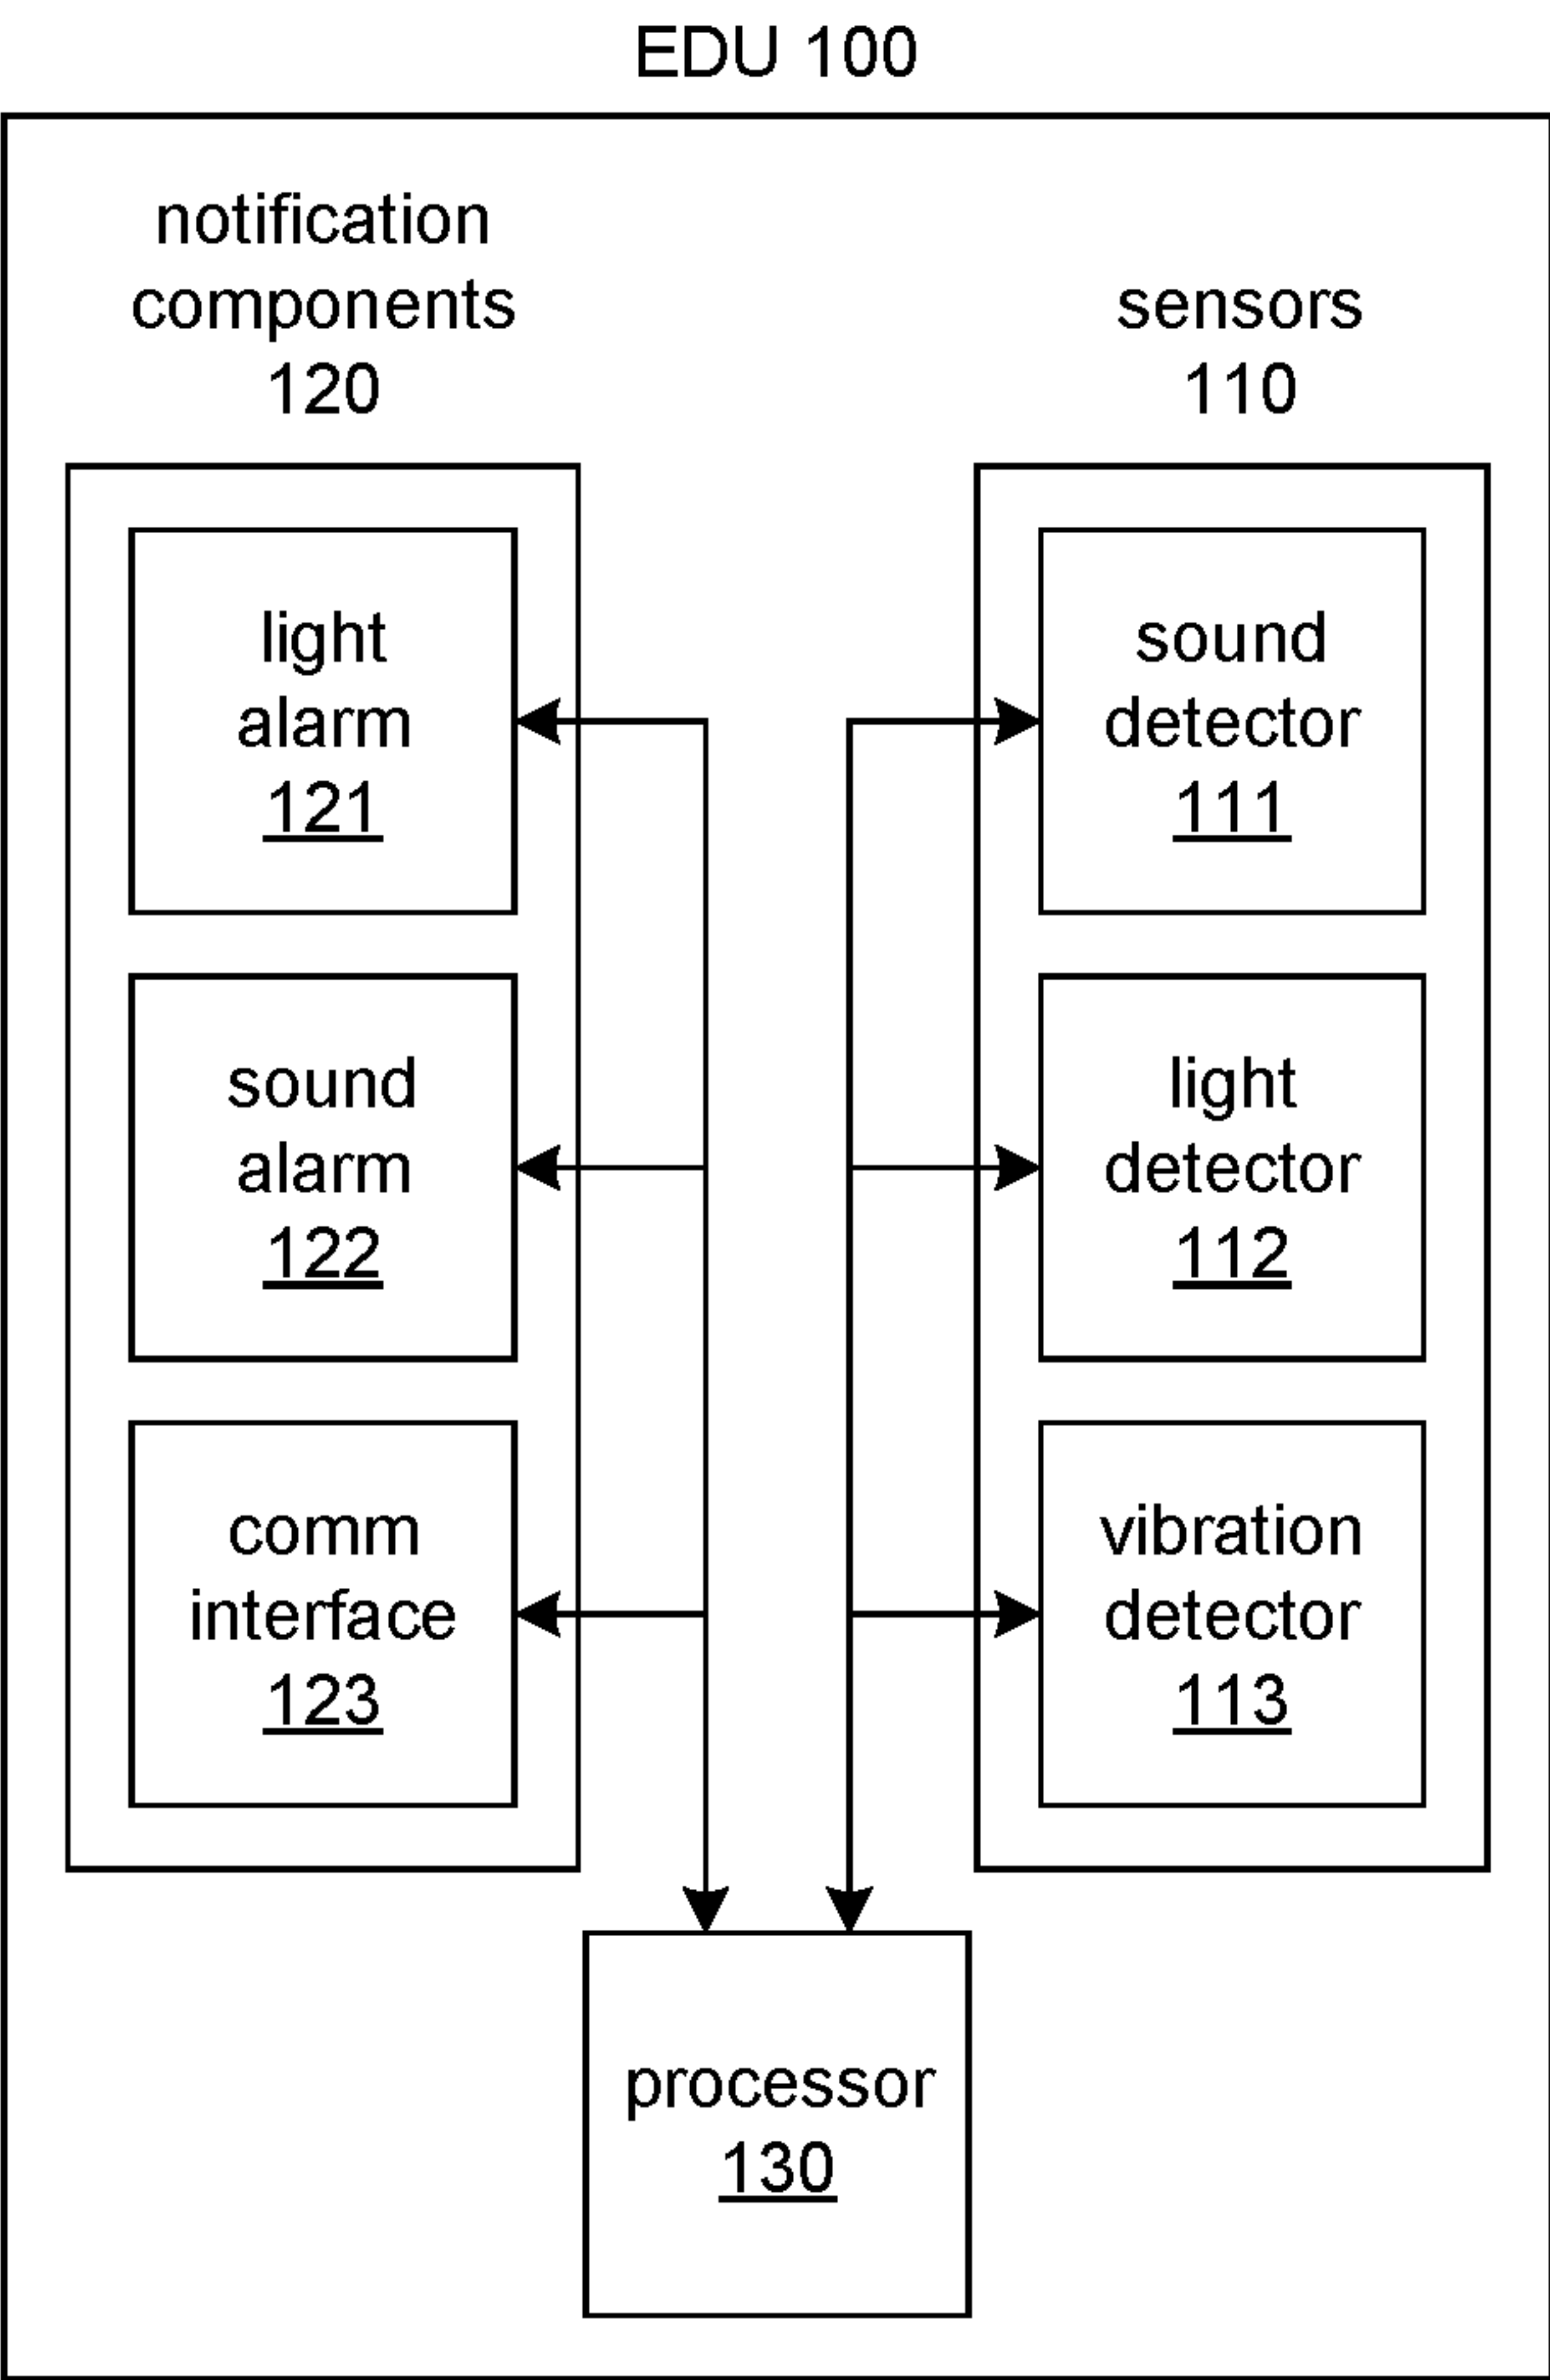 EDU 100
notification
components
120
light
alarm
121
sound
alarm
122
comm
interface
123
sensors
110
sound
detector
111
light
detector
112
vibration
detector
113
processor
130